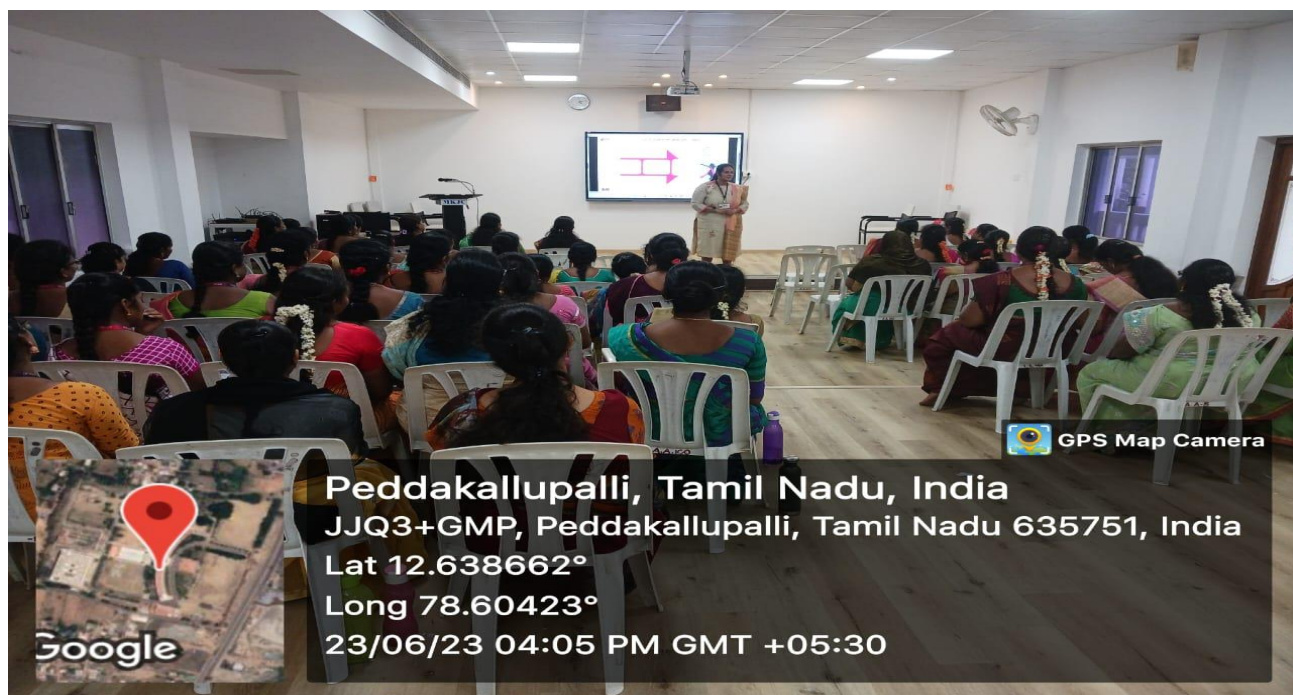 MKJC
GPS Map Camera
Peddakallupalli, Tamil Nadu, India
JJQ3+GMP, Peddakallupalli, Tamil Nadu 635751, India
Lat 12.638662°
Long 78.60423°
23/06/23 04:05 PM GMT +05:30
Google